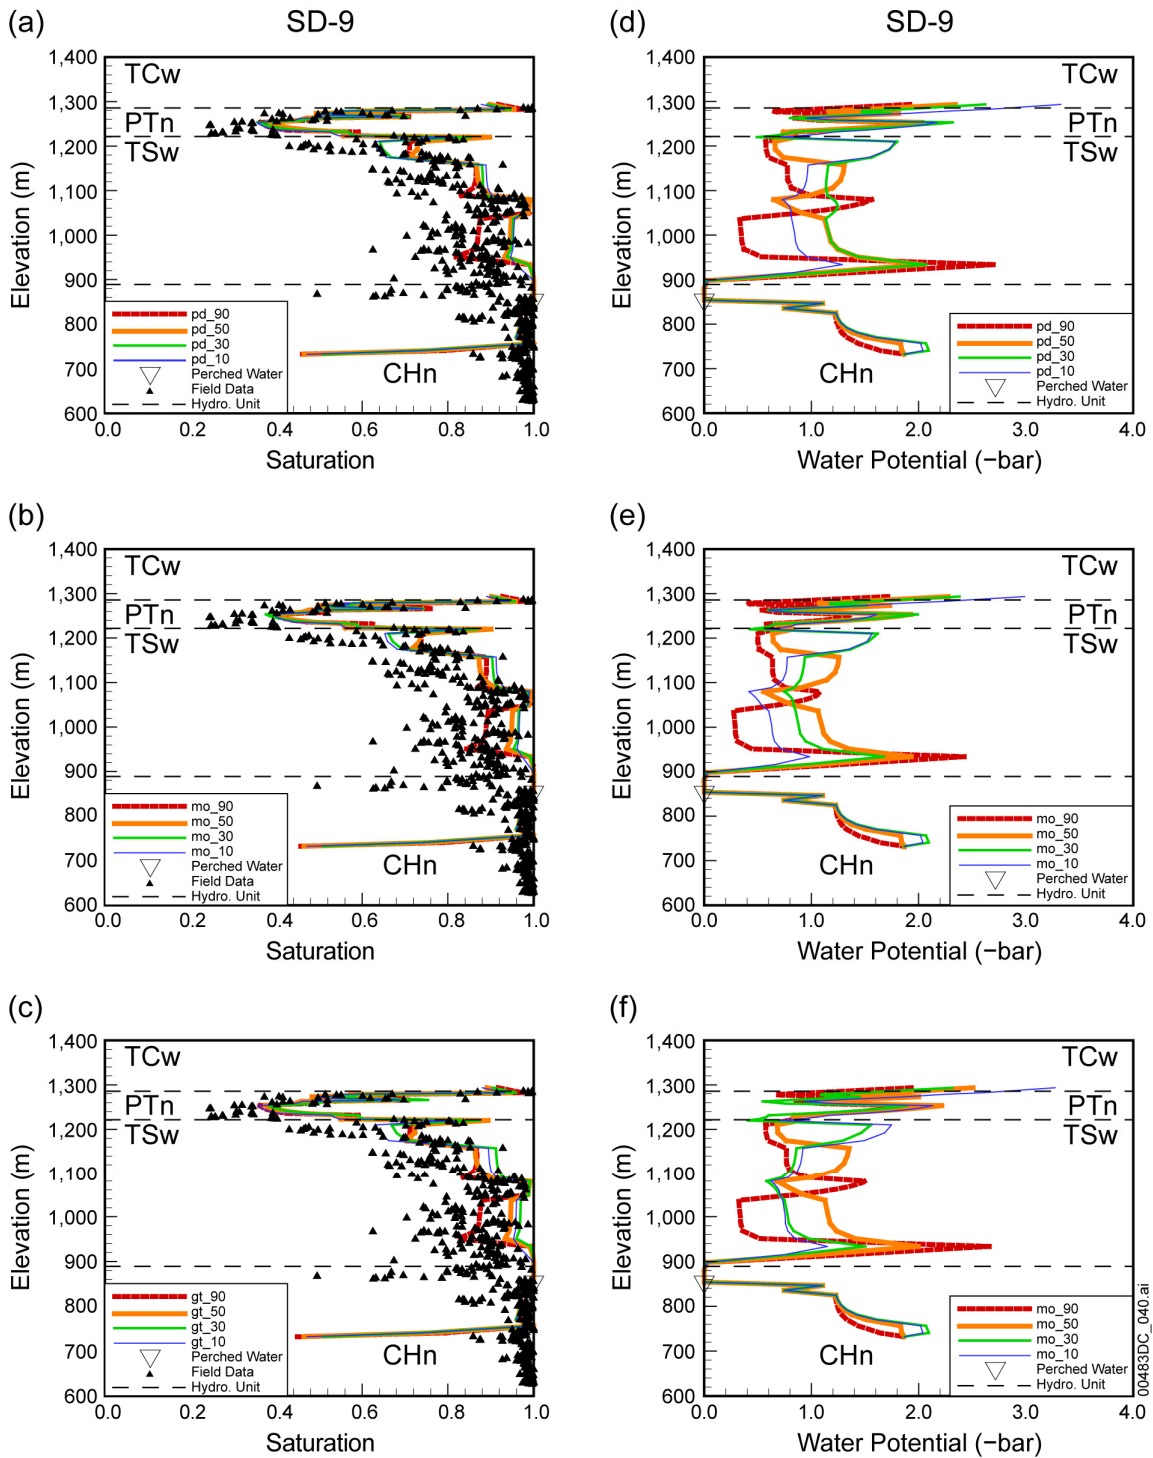 (a) SD-9
1,400
1,300
1,200
1,100
1,000
900
800
700
600
Elevation (m)
TCw
PTn
TSw
CHn
pd_90
pd_50
pd_30
pd_10
Perched Water
Field Data
Hydro. Unit
0.0 0.2 0.4 0.6 0.8 1.0
Saturation
(d) SD-9
1,400
1,300
1,200
1,100
1,000
900
800
700
600
Elevation (m)
TCw
PTn
TSw
CHn
pd_90
pd_50
pd_30
pd_10
Perched Water
Hydro. Unit
0.0 1.0 2.0 3.0 4.0
Water Potential (−bar)
(b)
1,400
1,300
1,200
1,100
1,000
900
800
700
600
Elevation (m)
TCw
PTn
TSw
CHn
mo_90
mo_50
mo_30
mo_10
Perched Water
Field Data
Hydro. Unit
0.0 0.2 0.4 0.6 0.8 1.0
Saturation
(e)
1,400
1,300
1,200
1,100
1,000
900
800
700
600
Elevation (m)
TCw
PTn
TSw
CHn
mo_90
mo_50
mo_30
mo_10
Perched Water
Hydro. Unit
0.0 1.0 2.0 3.0 4.0
Water Potential (−bar)
(c)
1,400
1,300
1,200
1,100
1,000
900
800
700
600
Elevation (m)
TCw
PTn
TSw
CHn
gt_90
gt_50
gt_30
gt_10
Perched Water
Field Data
Hydro. Unit
0.0 0.2 0.4 0.6 0.8 1.0
Saturation
(f)
1,400
1,300
1,200
1,100
1,000
900
800
700
600
Elevation (m)
TCw
PTn
TSw
CHn
mo_90
mo_50
mo_30
mo_10
Perched Water
Hydro. Unit
0.0 1.0 2.0 3.0 4.0
Water Potential (−bar)
00483DC_040.ai